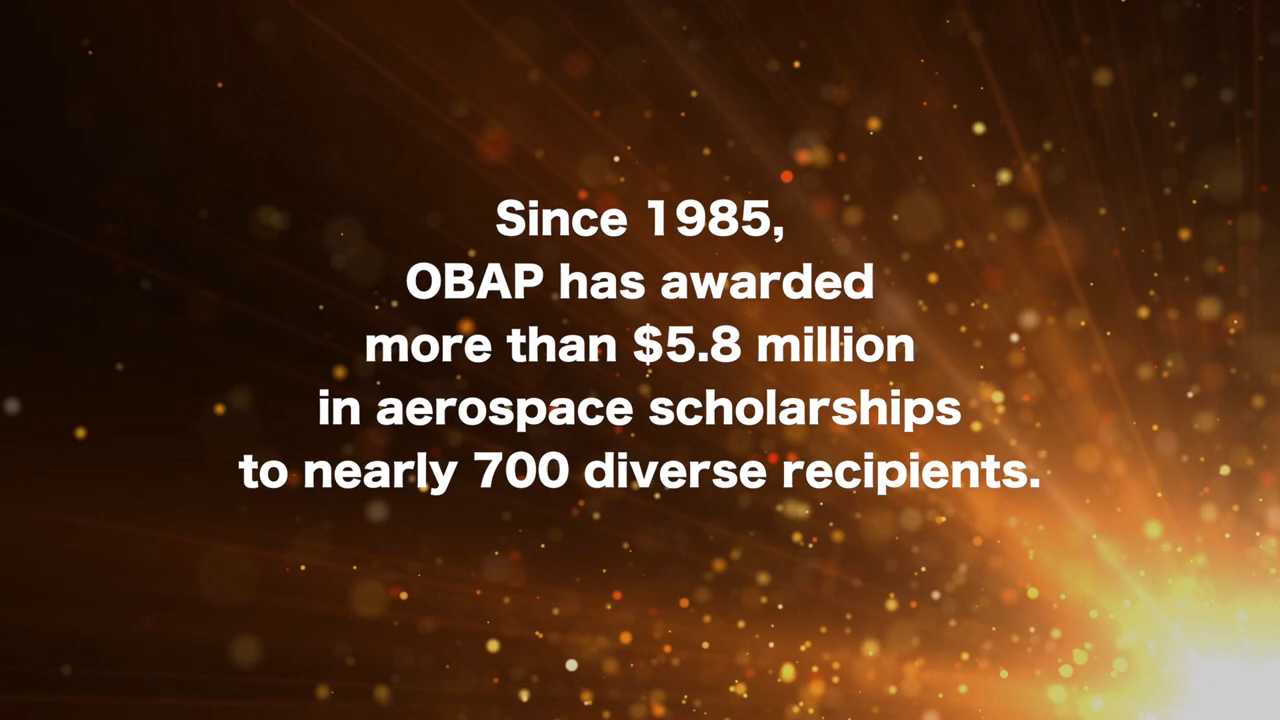 Since 1985,
OBAP has awarded
more than $5.8 million
in aerospace scholarships
to nearly 700 diverse recipients.